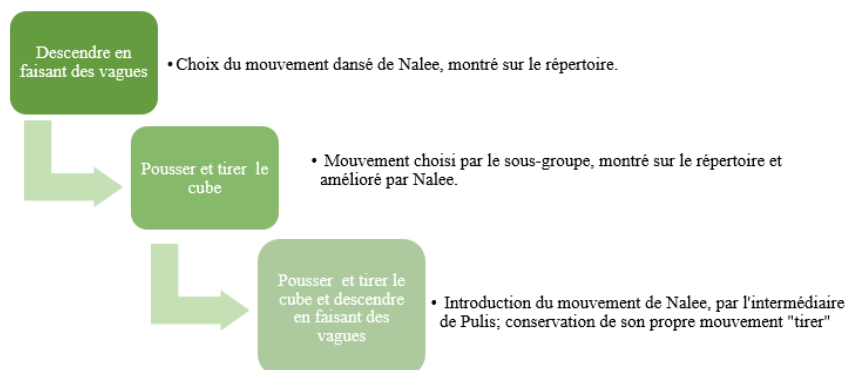 Descendre en
faisant des vagues
• Choix du mouvement dansé de Nalee, montré sur le répertoire.
Pousser et tirer le
cube
• Mouvement choisi par le sous-groupe, montré sur le répertoire et
amélioré par Nalee.
Pousser et tirer le
cube et descendre
en faisant des
vagues
• Introduction du mouvement de Nalee, par l'intermédiaire
de Pulis; conservation de son propre mouvement "tirer"